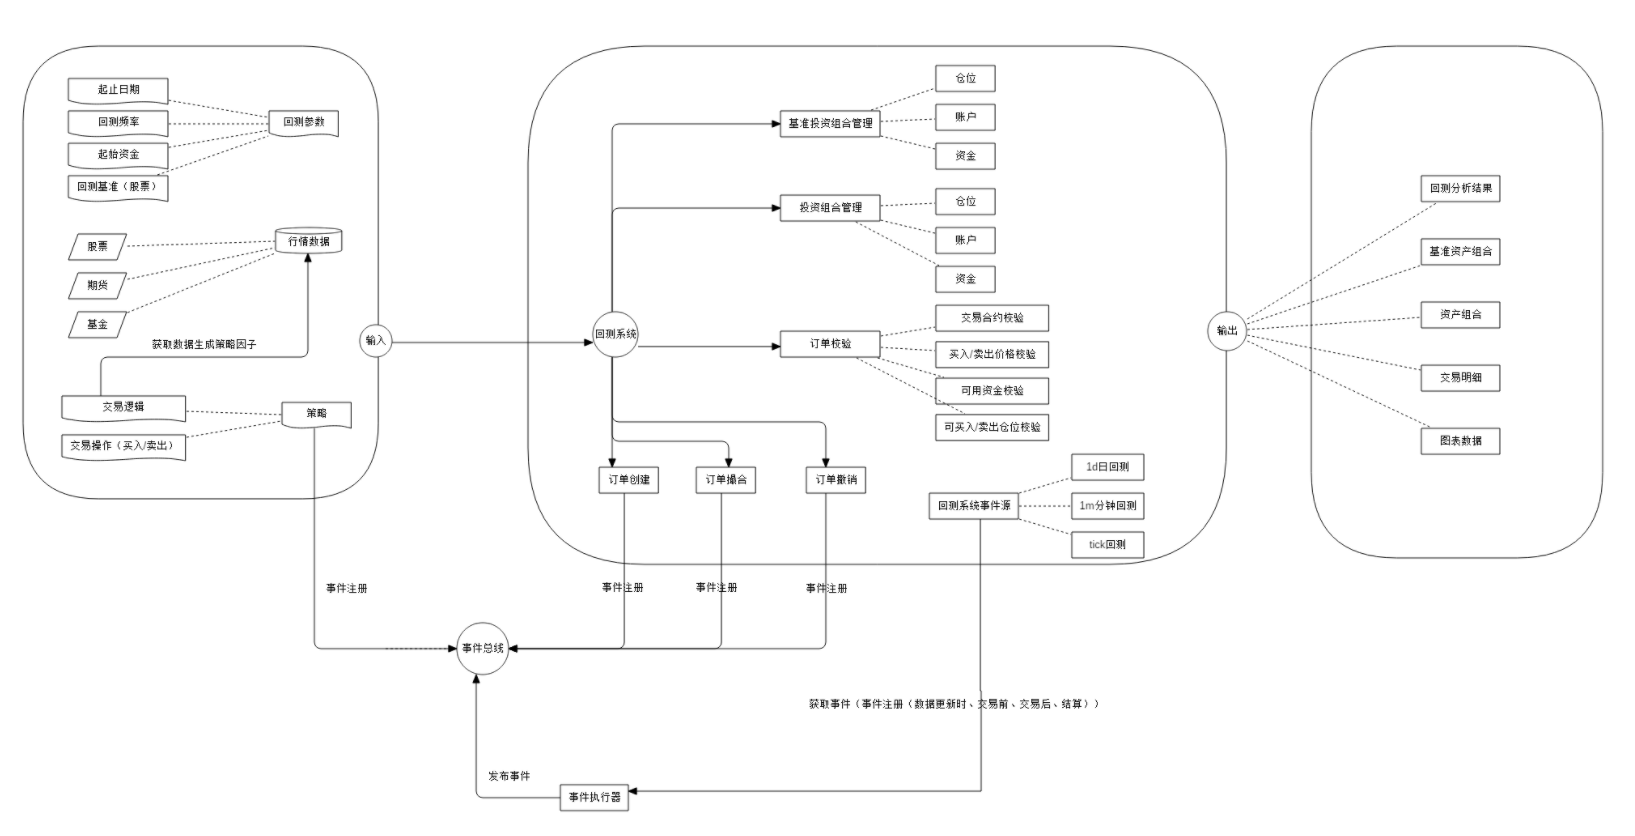 起止日期
回测频率
起始资金
回测基准（股票）
回测参数
股票
期货
基金
行情数据
获取数据生成策略因子
交易逻辑
交易操作（买入/卖出）
策略
输入
回测系统
基准投资组合管理
仓位
账户
资金
投资组合管理
仓位
账户
资金
订单校验
交易合约校验
买入/卖出价格校验
可用资金校验
可买入/卖出仓位校验
订单创建
订单撮合
订单撤销
回测系统事件源
1d日回测
1m分钟回测
tick回测
输出
回测分析结果
基准资产组合
资产组合
交易明细
图表数据
事件注册
事件注册
事件注册
事件注册
事件总线
获取事件（事件注册（数据更新时、交易前、交易后、结算））
发布事件
事件执行器